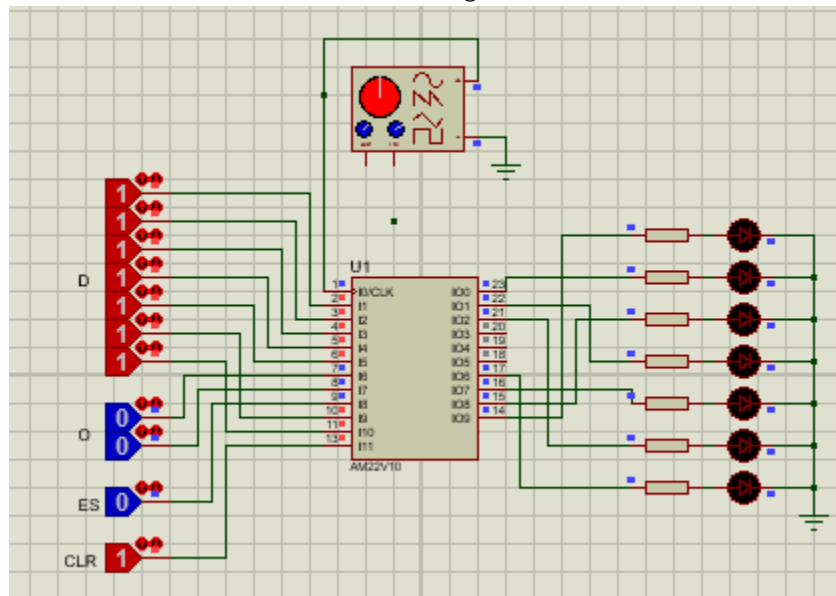 1
1
1
1
1
1
1
D
0
0
O
0
ES
1
CLR
U1
1
2
3
4
5
6
7
8
9
10
11
13
I0/CLK
I1
I2
I3
I4
I5
I6
I7
I8
I9
I10
I11
IO0
IO1
IO2
IO3
IO4
IO5
IO6
IO7
IO8
IO9
23
22
21
20
19
18
17
16
15
14
AM22V10